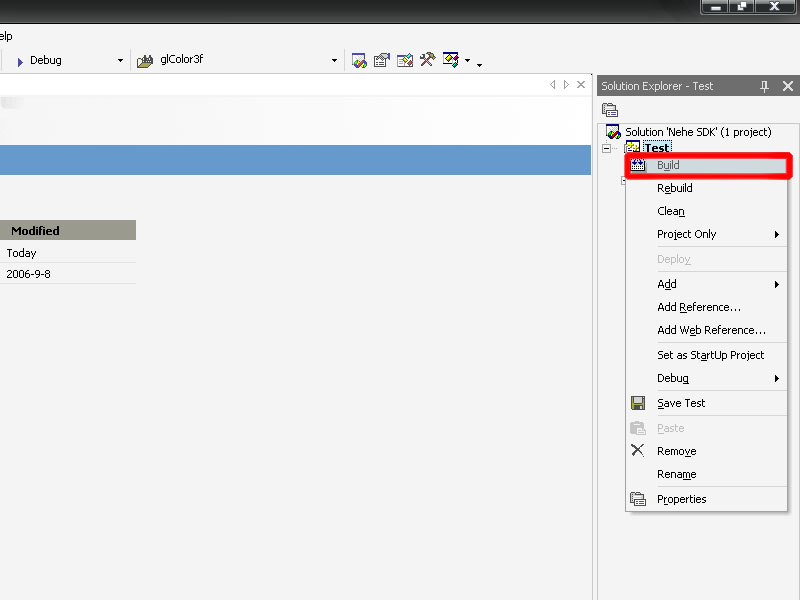 elp
Debug
glColor3f
Solution Explorer - Test
Solution 'Nehe SDK' (1 project)
Test
Build
Rebuild
Clean
Project Only
Deploy
Add
Add Reference...
Add Web Reference...
Set as StartUp Project
Debug
Save Test
Paste
Remove
Rename
Properties
Modified
Today
2006-9-8